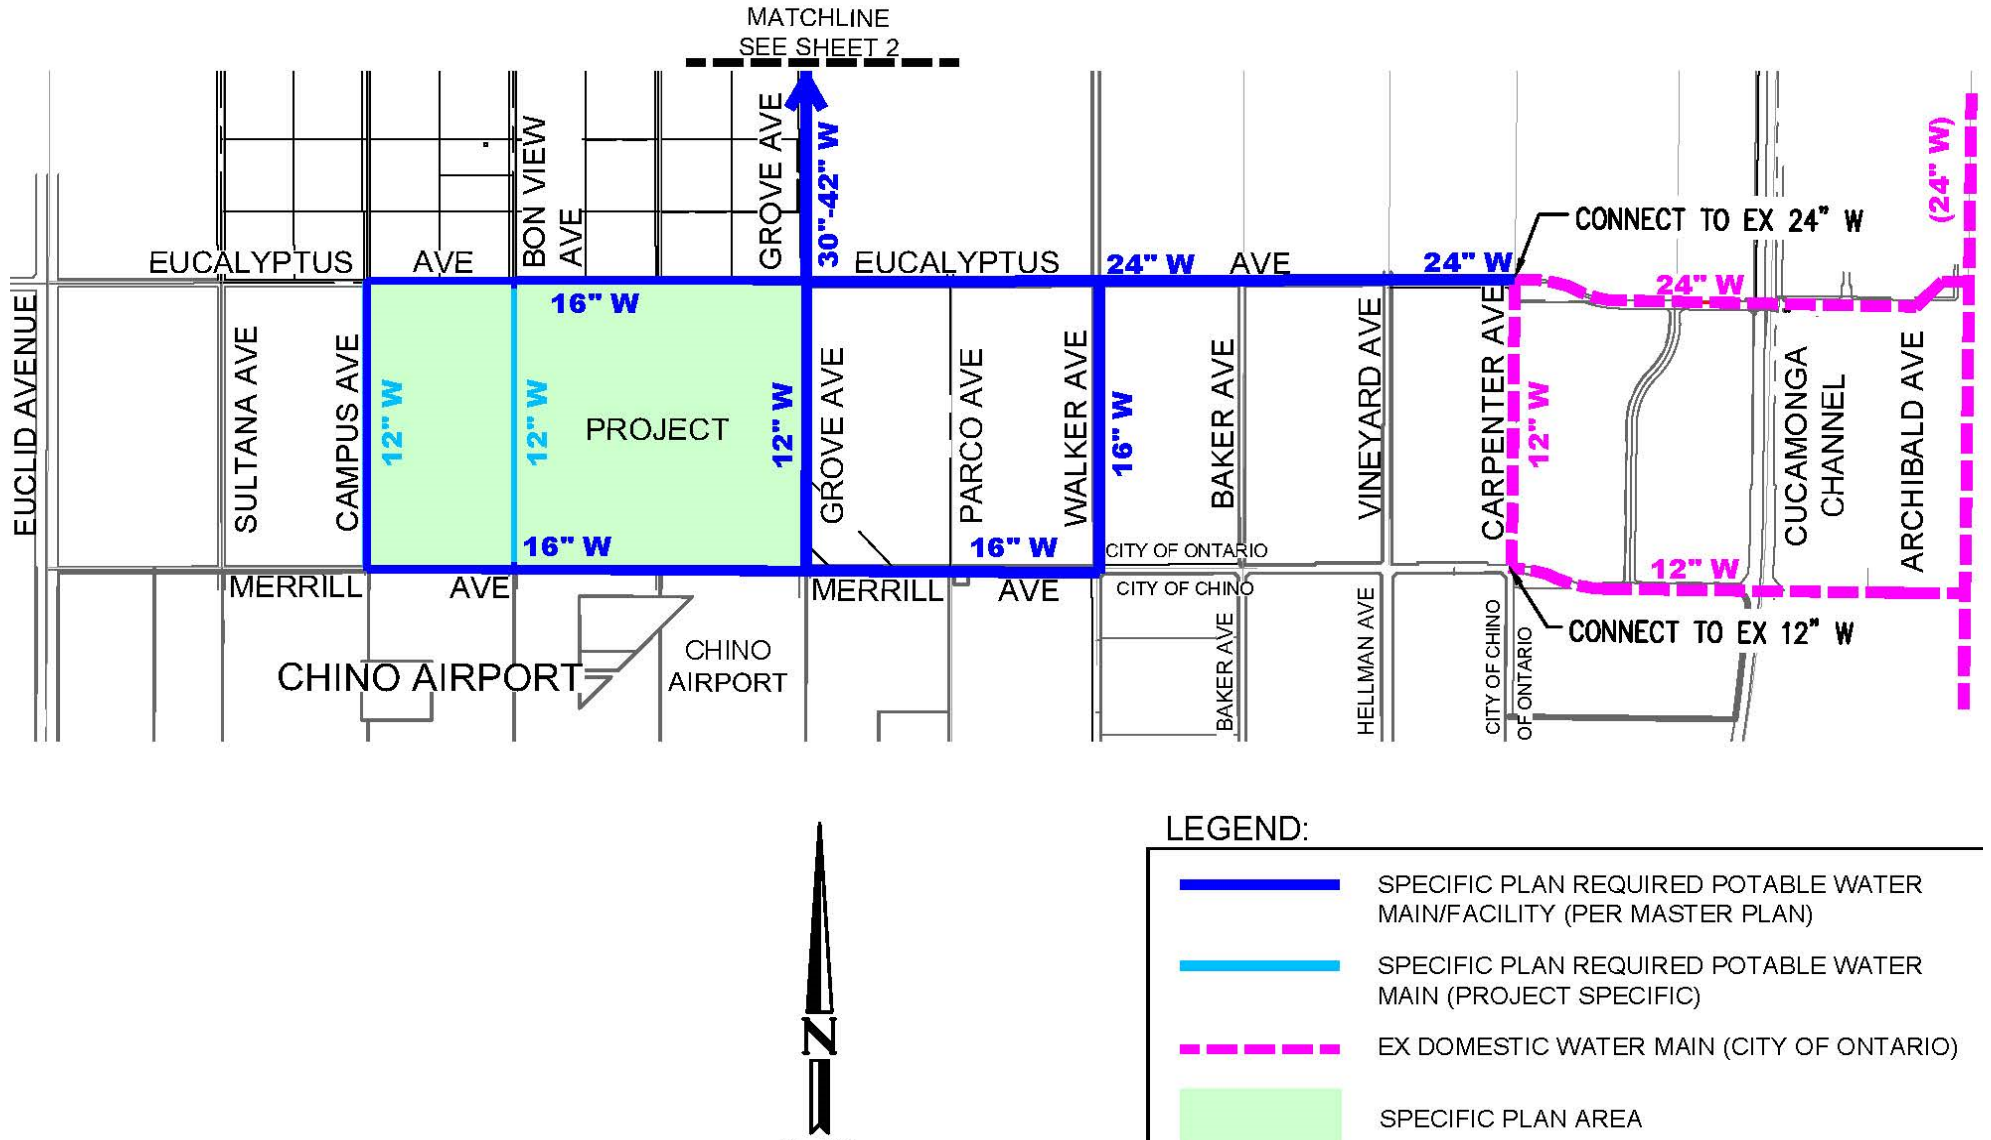 MATCHLINE
SEE SHEET 2
EUCALYPTUS AVE
BON VIEW
AVE
GROVE AVE
30"-42" W
EUCALYPTUS
24" W
AVE
24" W
CONNECT TO EX 24" W
24" W
(24" W)
16" W
EUCLID AVENUE
SULTANA AVE
CAMPUS AVE
12" W
12" W
PROJECT
12" W
GROVE AVE
PARCO AVE
WALKER AVE
16" W
BAKER AVE
VINEYARD AVE
CARPENTER AVE
12" W
CUCAMONGA
CHANNEL
ARCHIBALD AVE
16" W
16" W
CITY OF ONTARIO
CITY OF CHINO
12" W
MERRILL AVE
MERRILL AVE
CONNECT TO EX 12" W
CHINO AIRPORT
CHINO
AIRPORT
BAKER AVE
HELLMAN AVE
CITY OF CHINO
OF ONTARIO
N
LEGEND:
SPECIFIC PLAN REQUIRED POTABLE WATER
MAIN/FACILITY (PER MASTER PLAN)
SPECIFIC PLAN REQUIRED POTABLE WATER
MAIN (PROJECT SPECIFIC)
EX DOMESTIC WATER MAIN (CITY OF ONTARIO)
SPECIFIC PLAN AREA